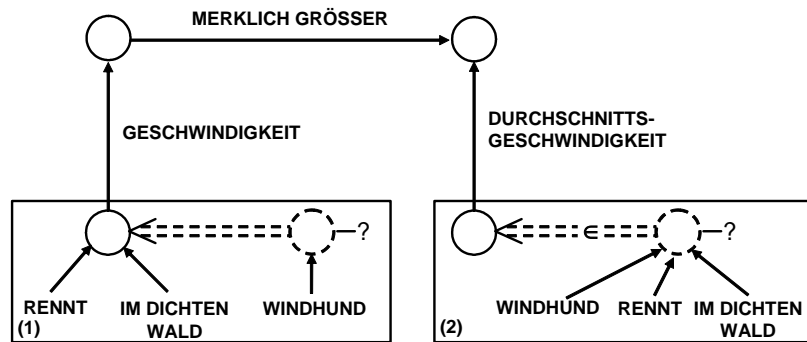 MERKLICH GRÖSSER
GESCHWINDIGKEIT
DURCHSCHNITTS-
GESCHWINDIGKEIT
?
RENNT
IM DICHTEN
WALD
WINDHUND
(1)
∈
?
WINDHUND
RENNT
IM DICHTEN
WALD
(2)